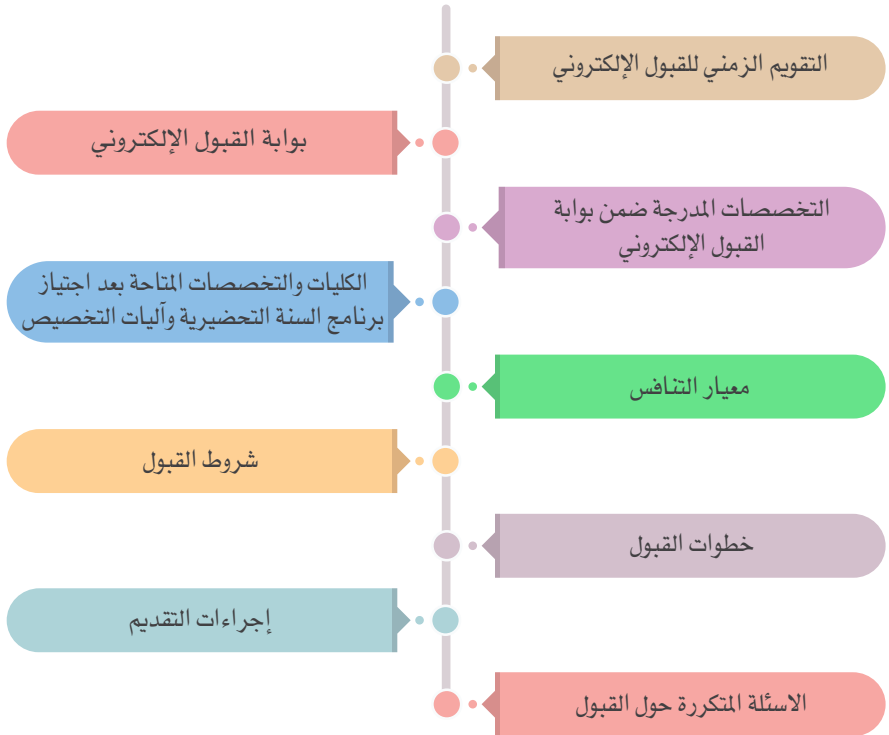 التقويم الزمني للقبول الإلكتروني
بوابة القبول الإلكتروني
التخصصات المدرجة ضمن بوابة
القبول الإلكتروني
الكليات والتخصصات المتاحة بعد اجتياز
برنامج السنة التحضيرية وآليات التخصيص
معيار التنافس
شروط القبول
خطوات القبول
إجراءات التقديم
الاسئلة المتكررة حول القبول